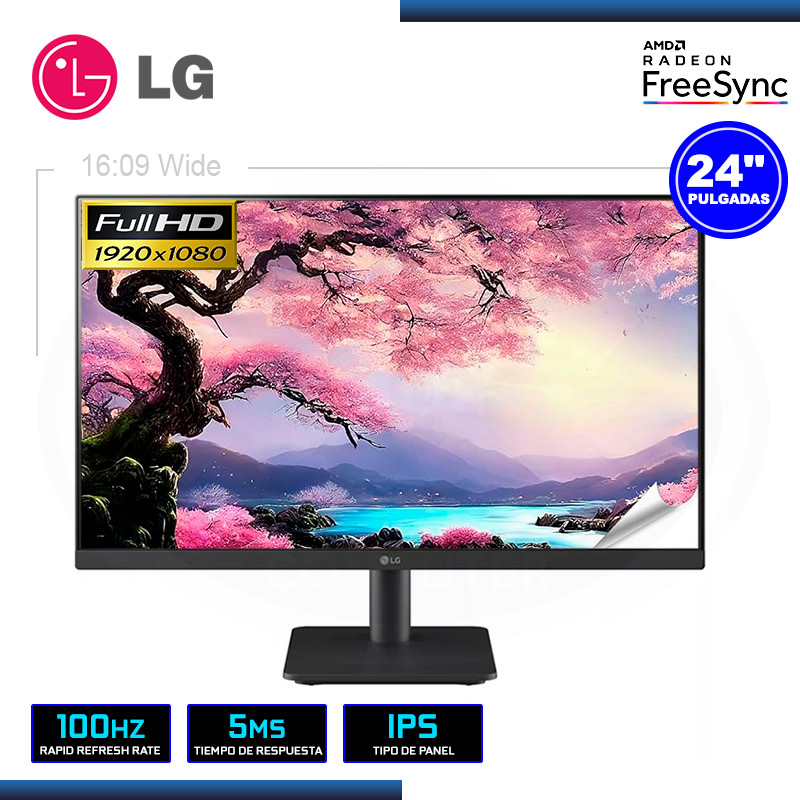 LG
AMD
RADEON
FreeSync
16:09 Wide
24"
PULGADAS
Full HD
1920x1080
LG
COMPUTER
100HZ
RAPID REFRESH RATE
5MS
TIEMPO DE RESPUESTA
IPS
TIPO DE PANEL